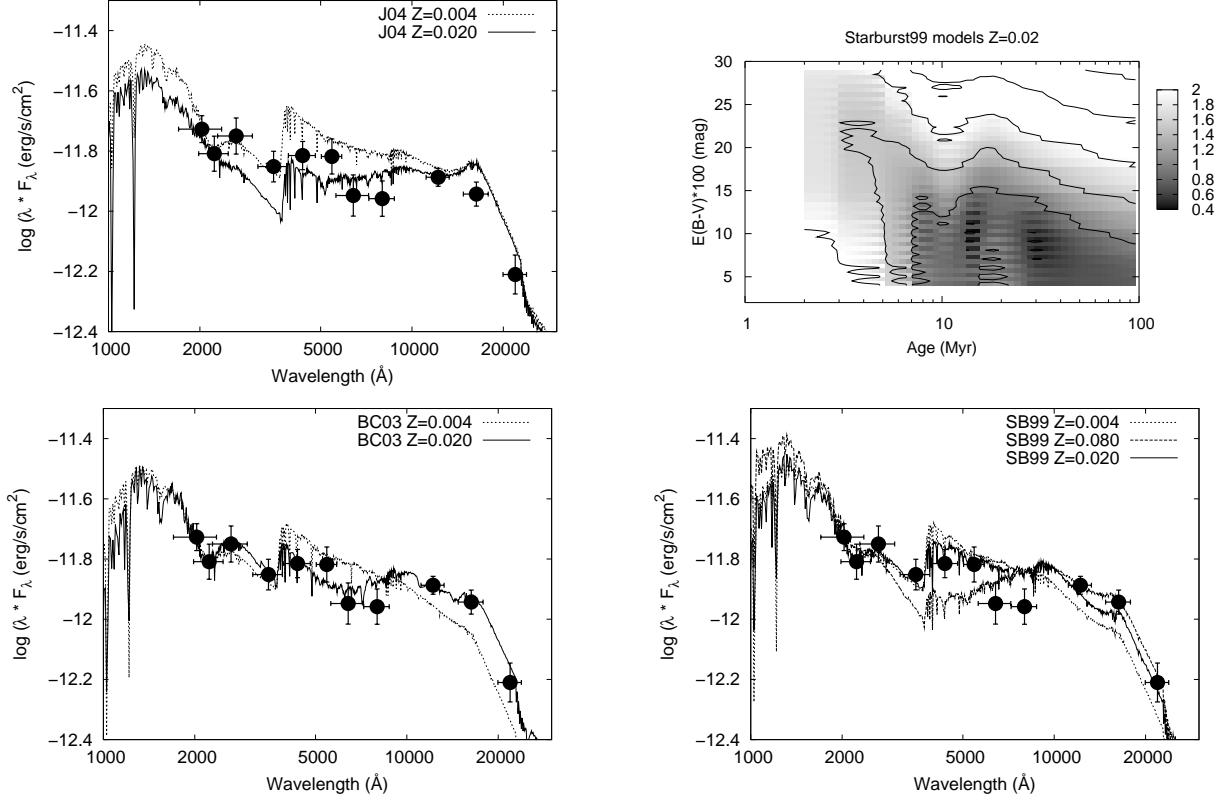 J04 Z=0.004
J04 Z=0.020
−11.4
−11.6
−11.8
−12
−12.2
−12.4
log (λ * Fλ (erg/s/cm²)
1000 2000 5000 10000 20000
Wavelength (Å)
Starburst99 models Z=0.02
30
25
20
15
10
5
E(B-V)*100 (mag)
1 10 100
Age (Myr)
2
1.8
1.6
1.4
1.2
1
0.8
0.6
0.4
BC03 Z=0.004
BC03 Z=0.020
−11.4
−11.6
−11.8
−12
−12.2
−12.4
log (λ * Fλ (erg/s/cm²)
1000 2000 5000 10000 20000
Wavelength (Å)
SB99 Z=0.004
SB99 Z=0.080
SB99 Z=0.020
−11.4
−11.6
−11.8
−12
−12.2
−12.4
log (λ * Fλ (erg/s/cm²)
1000 2000 5000 10000 20000
Wavelength (Å)